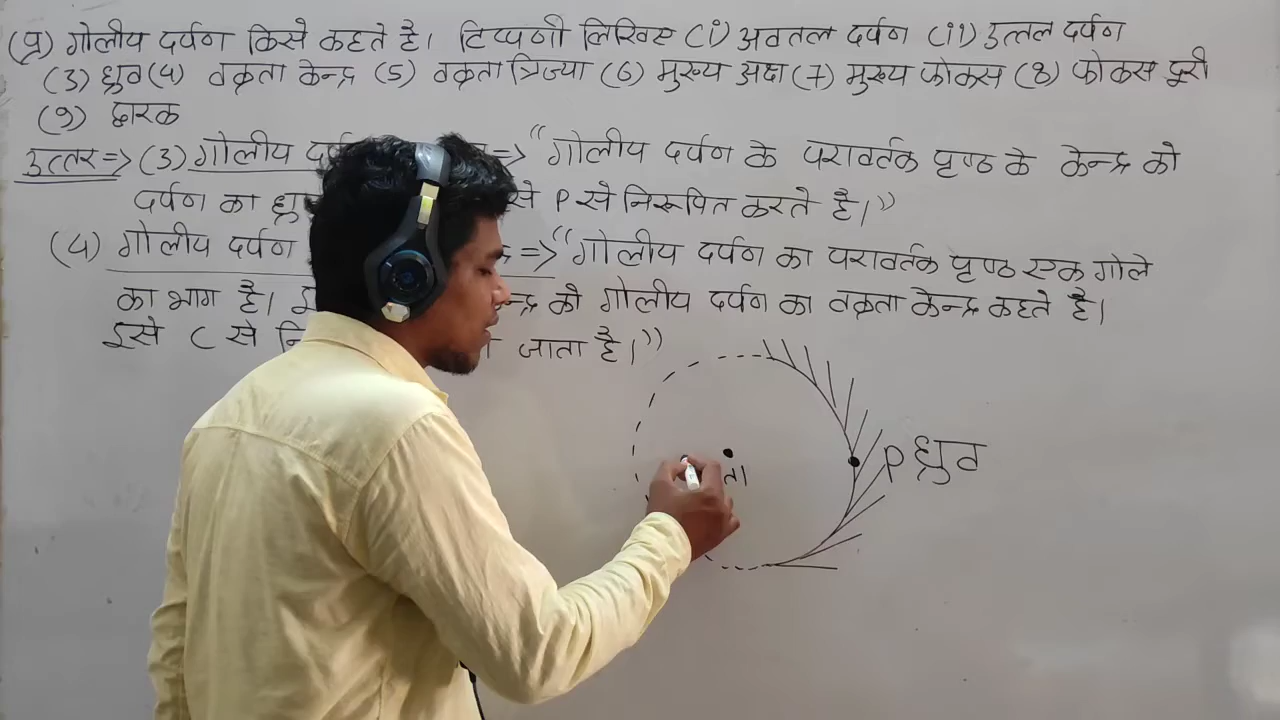 (प्र) गोलीय दर्पण किसे कहते है। टिप्पणी लिखिए (i) अवतल दर्पण (ii) उत्तल दर्पण
(3) ध्रुव (4) वक्रता केन्द्र (5) वक्रता त्रिज्या (6) मुख्य अक्ष (7) मुख्य फोकस (8) फोकस दूरी
(9) द्वारक
उत्तर => (3) गोलीय => “गोलीय दर्पण के परावर्तक पृष्ठ के केन्द्र को
दर्पण का से P से निरूपित करते है।”
(4) गोलीय दर्पण => “गोलीय दर्पण का परावर्तक पृष्ठ एक गोले
का भाग है। को गोलीय दर्पण का वक्रता केन्द्र कहते है।
इसे C से जाता है।”
P ध्रुव
ता